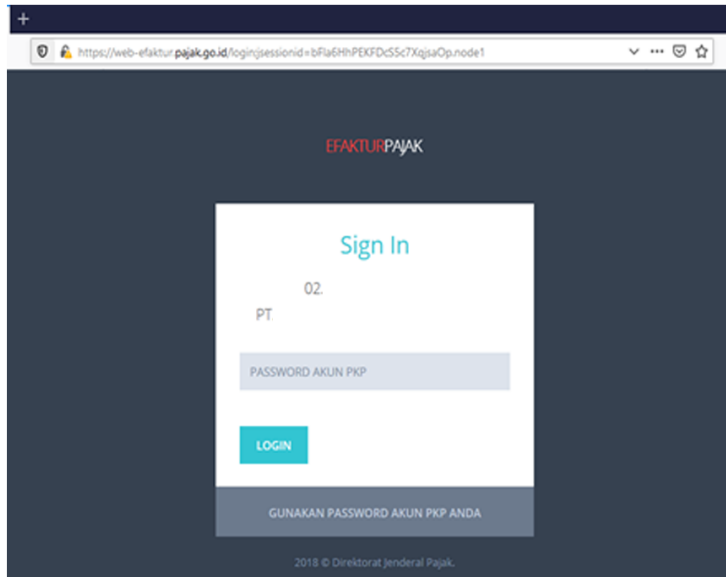 +
https://web-efaktur.pajak.go.id/login;jsessionid=bFla6HhPEKFDcS5c7XqjsaOp.node1
EFAKTURPAJAK
Sign In
02.
PT.
PASSWORD AKUN PKP
LOGIN
GUNAKAN PASSWORD AKUN PKP ANDA
2018 © Direktorat Jenderal Pajak.